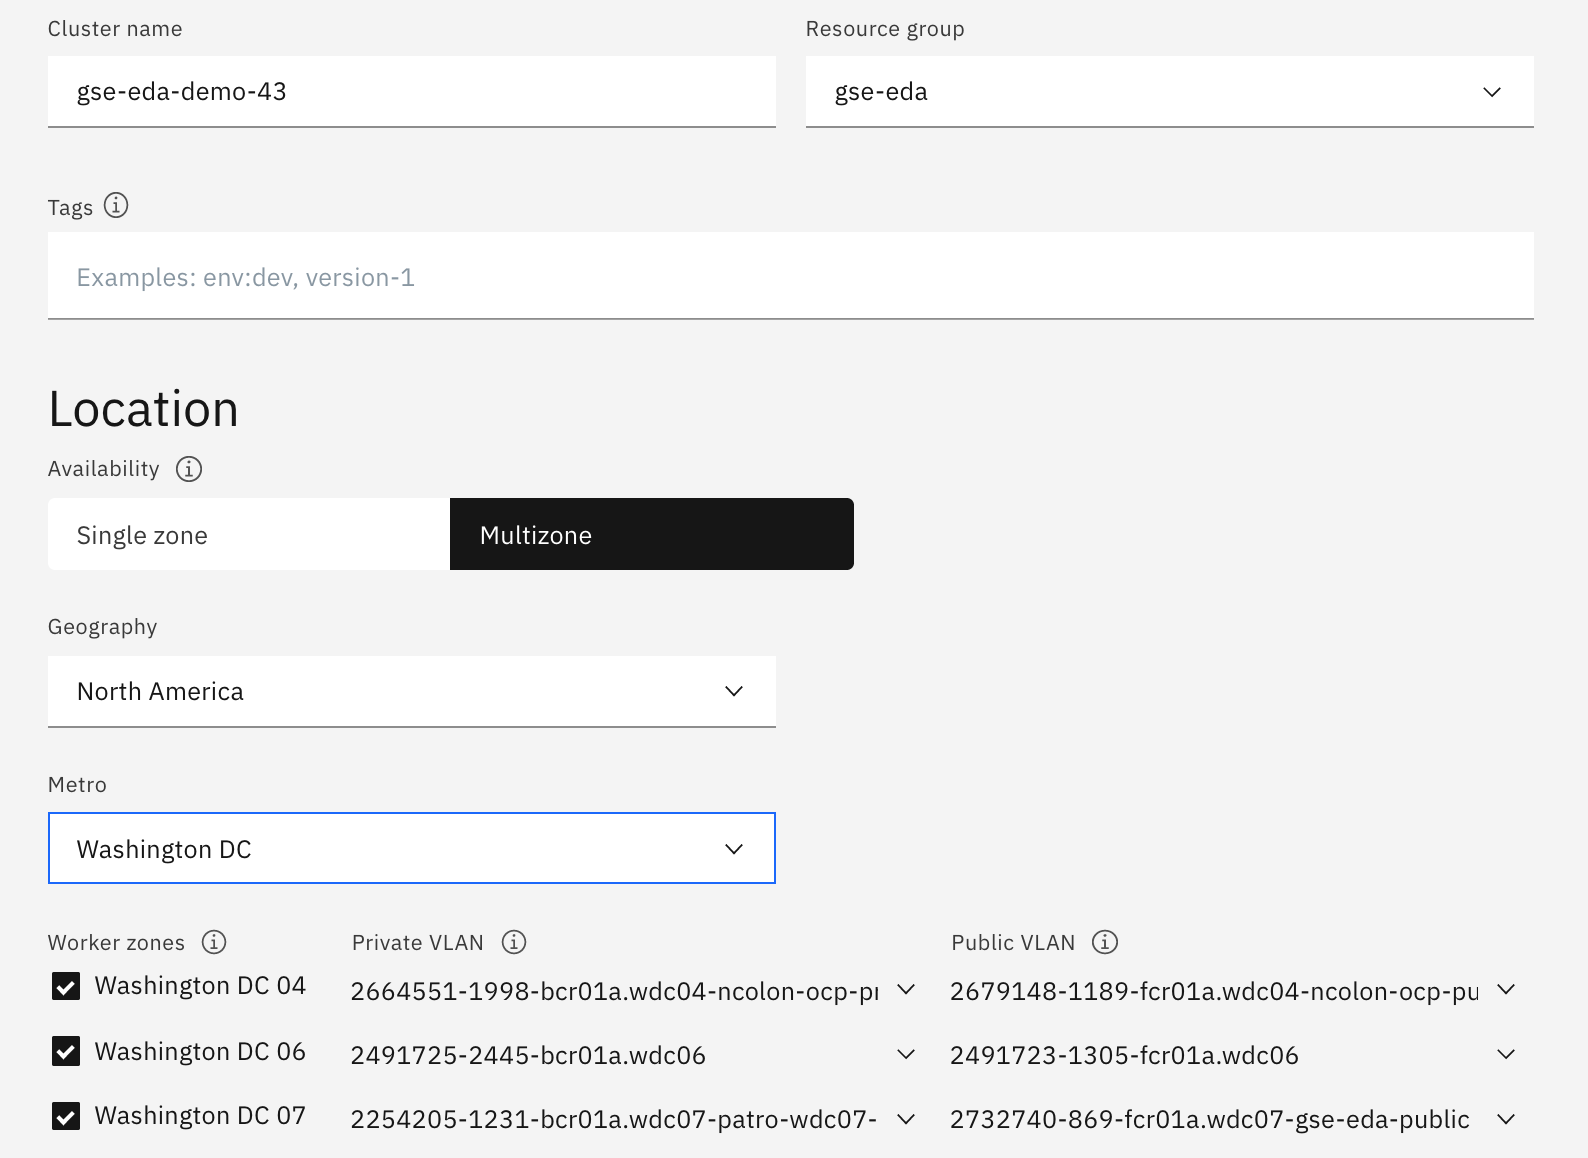 Cluster name
Resource group
gse-eda-demo-43
gse-eda
Tags
Examples: env:dev, version-1
Location
Availability
Single zone
Multizone
Geography
North America
Metro
Washington DC
Worker zones
Private VLAN
Public VLAN
Washington DC 04
2664551-1998-bcr01a.wdc04-ncolon-ocp-
2679148-1189-fcr01a.wdc04-ncolon-ocp-pu
Washington DC 06
2491725-2445-bcr01a.wdc06
2491723-1305-fcr01a.wdc06
Washington DC 07
2254205-1231-bcr01a.wdc07-patro-wdc07-
2732740-869-fcr01a.wdc07-gse-eda-public